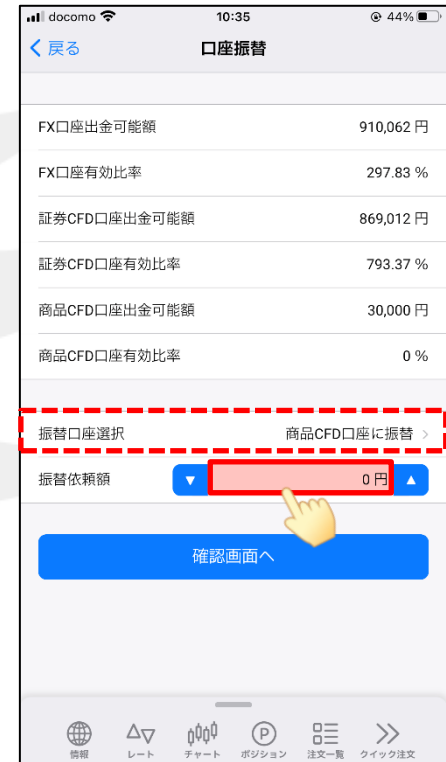 docomo 10:35 44%
戻る 口座振替
FX口座出金可能額 910,062 円
FX口座有効比率 297.83 %
証券CFD口座出金可能額 869,012 円
証券CFD口座有効比率 793.37 %
商品CFD口座出金可能額 30,000 円
商品CFD口座有効比率 0 %
振替口座選択 商品CFD口座に振替
振替依頼額 ▼ 0 円 ▲
確認画面へ
情報 レート チャート P ポジション 注文一覧 クイック注文